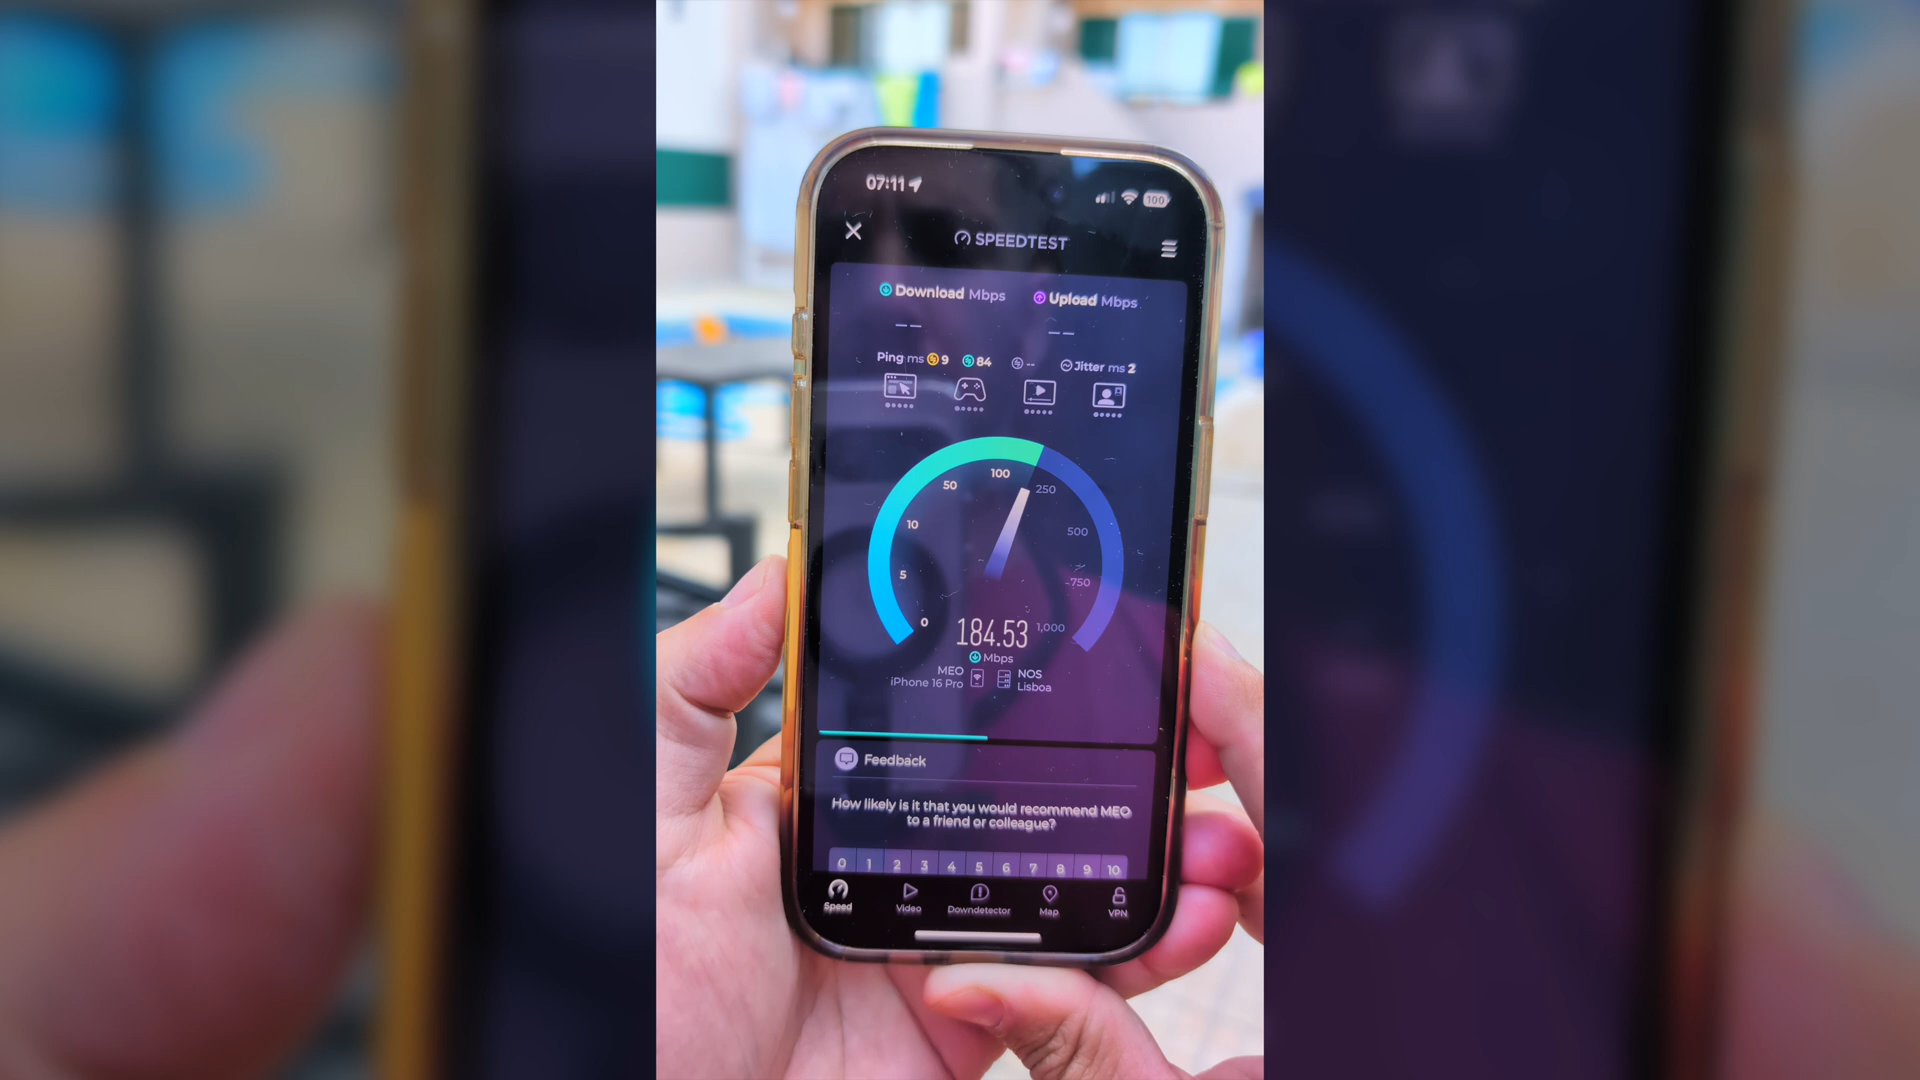 07:11
100
SPEEDTEST
Download Mbps
Upload Mbps
Ping ms 9 84 -- Jitter ms 2
0
5
10
50
100
250
500
750
1,000
184.53
Mbps
MEO
iPhone 16 Pro
NOS
Lisboa
Feedback
How likely is it that you would recommend MEO
to a friend or colleague?
0 1 2 3 4 5 6 7 8 9 10
Speed
Video
Downdetector
Map
VPN